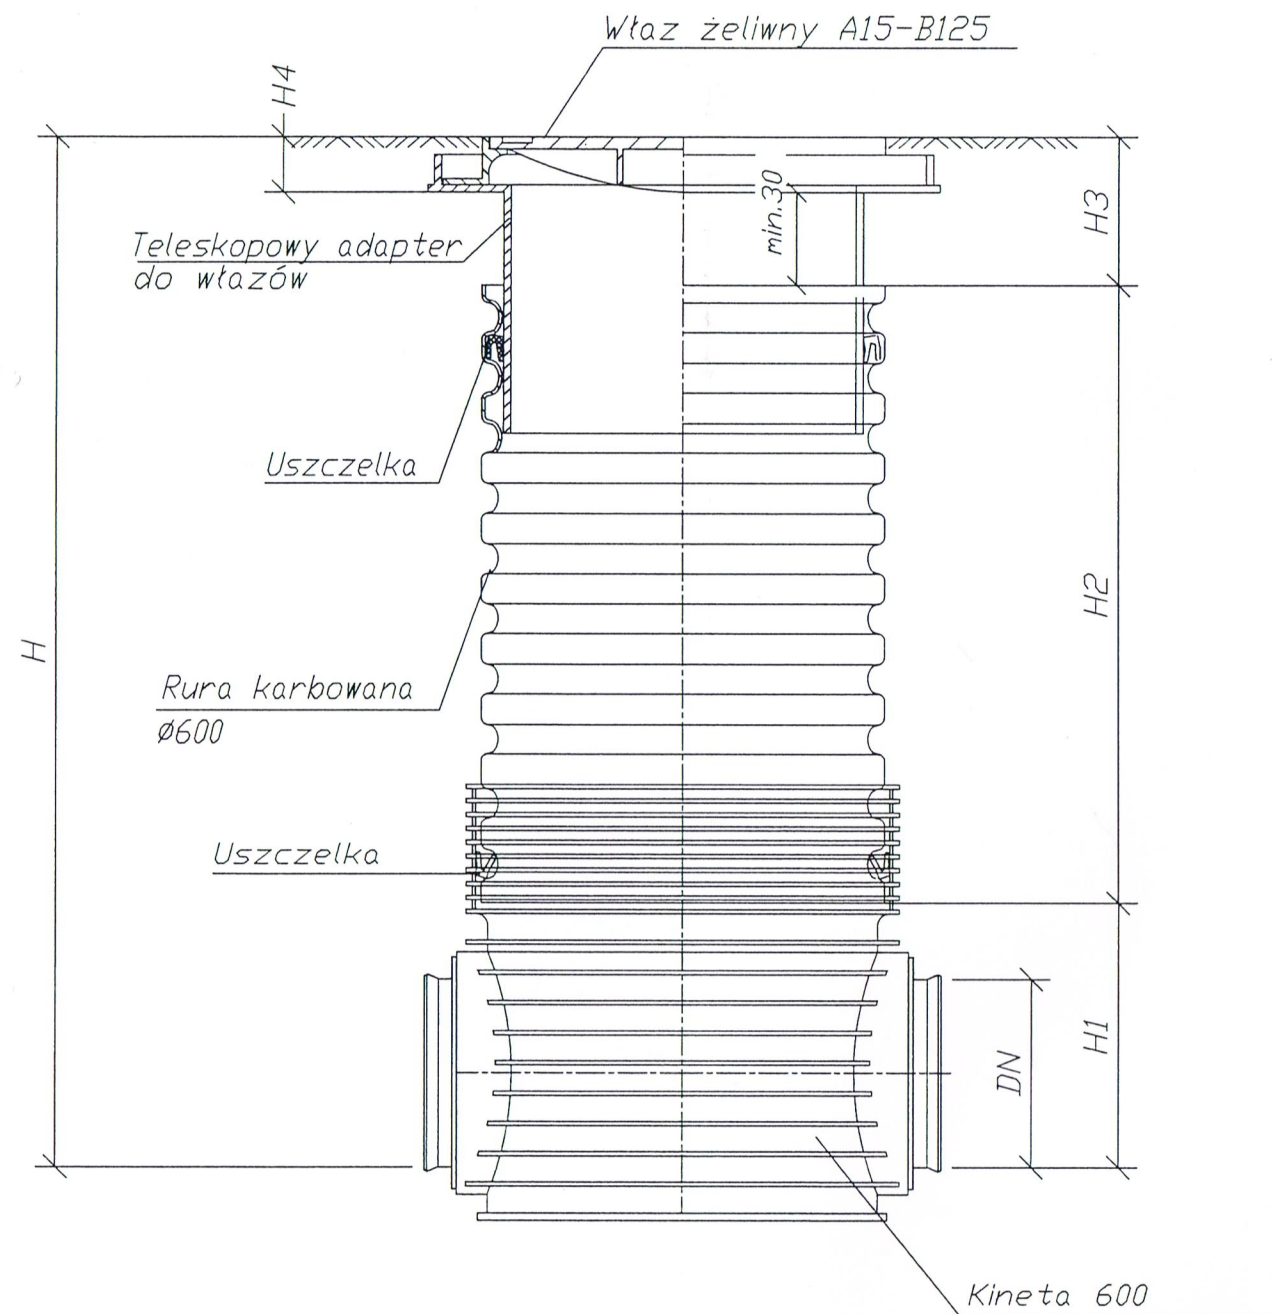 Właz żeliwny A15-B125
H4
min.30
H3
Teleskopowy adapter
do włazów
Uszczelka
H2
H
Rura karbowana
ø600
Uszczelka
DN
H1
Kineta 600